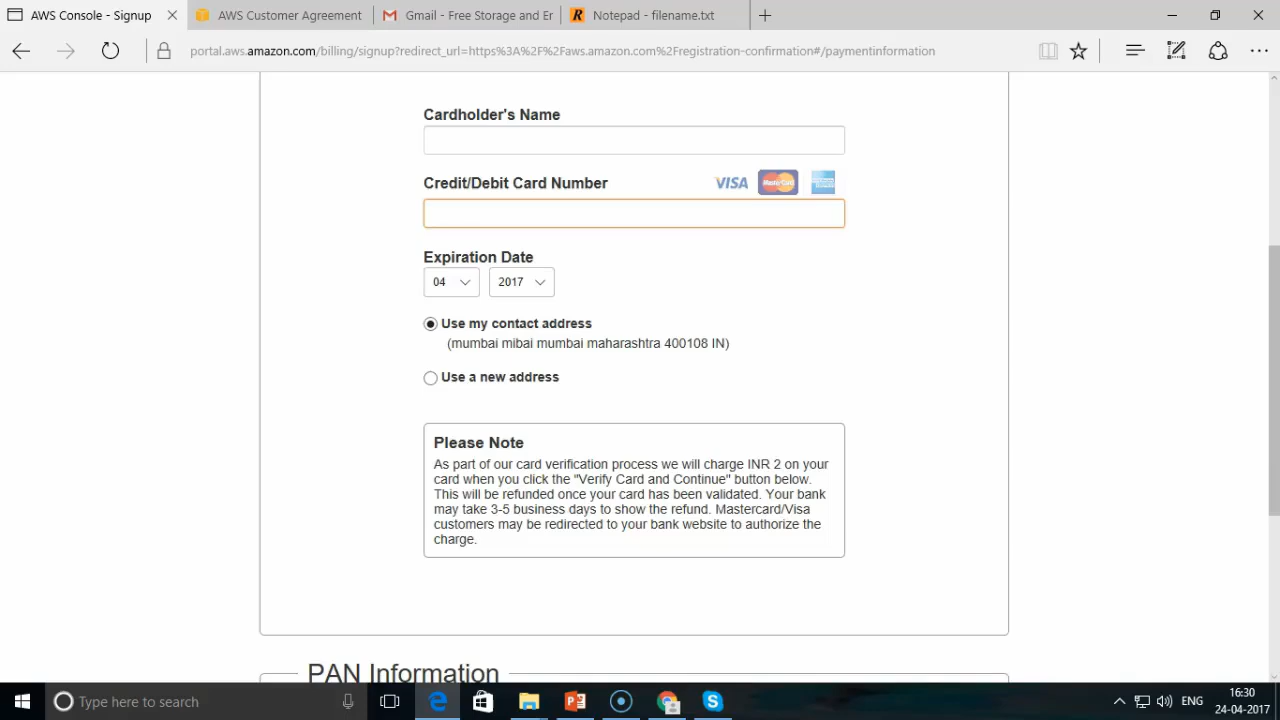 AWS Console - Signup
AWS Customer Agreement
Gmail - Free Storage and Er
Notepad - filename.txt
portal.aws.amazon.com/billing/signup?redirect_url=https%3A%2F%2Faws.amazon.com%2Fregistration-confirmation#/paymentinformation
Cardholder's Name
Credit/Debit Card Number
VISA
MasterCard
Expiration Date
04
2017
Use my contact address
(mumbai mibai mumbai maharashtra 400108 IN)
Use a new address
Please Note
As part of our card verification process we will charge INR 2 on your
card when you click the "Verify Card and Continue" button below.
This will be refunded once your card has been validated. Your bank
may take 3-5 business days to show the refund. Mastercard/Visa
customers may be redirected to your bank website to authorize the
charge.
PAN Information
Type here to search
ENG
16:30
24-04-2017